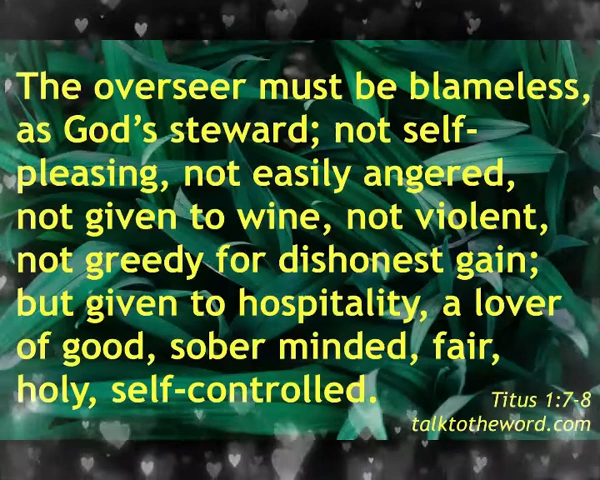 The overseer must be blameless,
as God’s steward; not self-
pleasing, not easily angered,
not given to wine, not violent,
not greedy for dishonest gain;
but given to hospitality, a lover
of good, sober minded, fair,
holy, self-controlled.
Titus 1:7-8
talktotheword.com